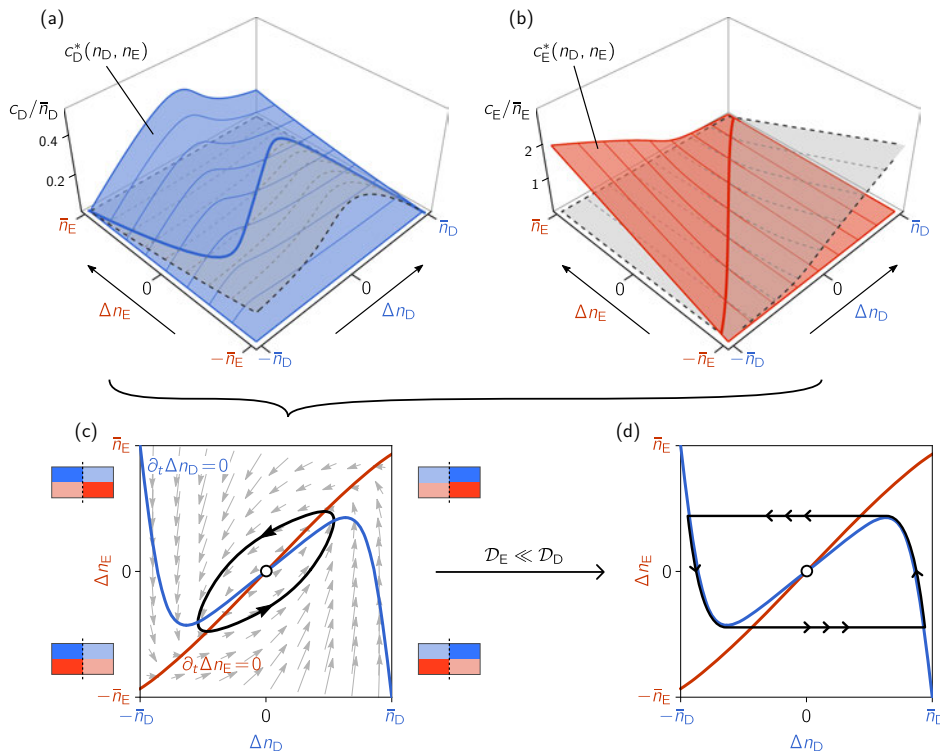 (a)
c*D(nD, nE)
cD/n̄D
0.4
0.2
n̄E
0
ΔnE
−n̄E
−n̄D
0
ΔnD
n̄D
(b)
c*E(nD, nE)
cE/n̄E
2
1
n̄E
0
ΔnE
−n̄E
−n̄D
0
ΔnD
n̄D
(c)
n̄E
∂tΔnD=0
ΔnE
0
∂tΔnE=0
−n̄E
−n̄D
0
n̄D
ΔnD
𝒟E ≪ 𝒟D
(d)
n̄E
ΔnE
0
−n̄E
−n̄D
0
n̄D
ΔnD